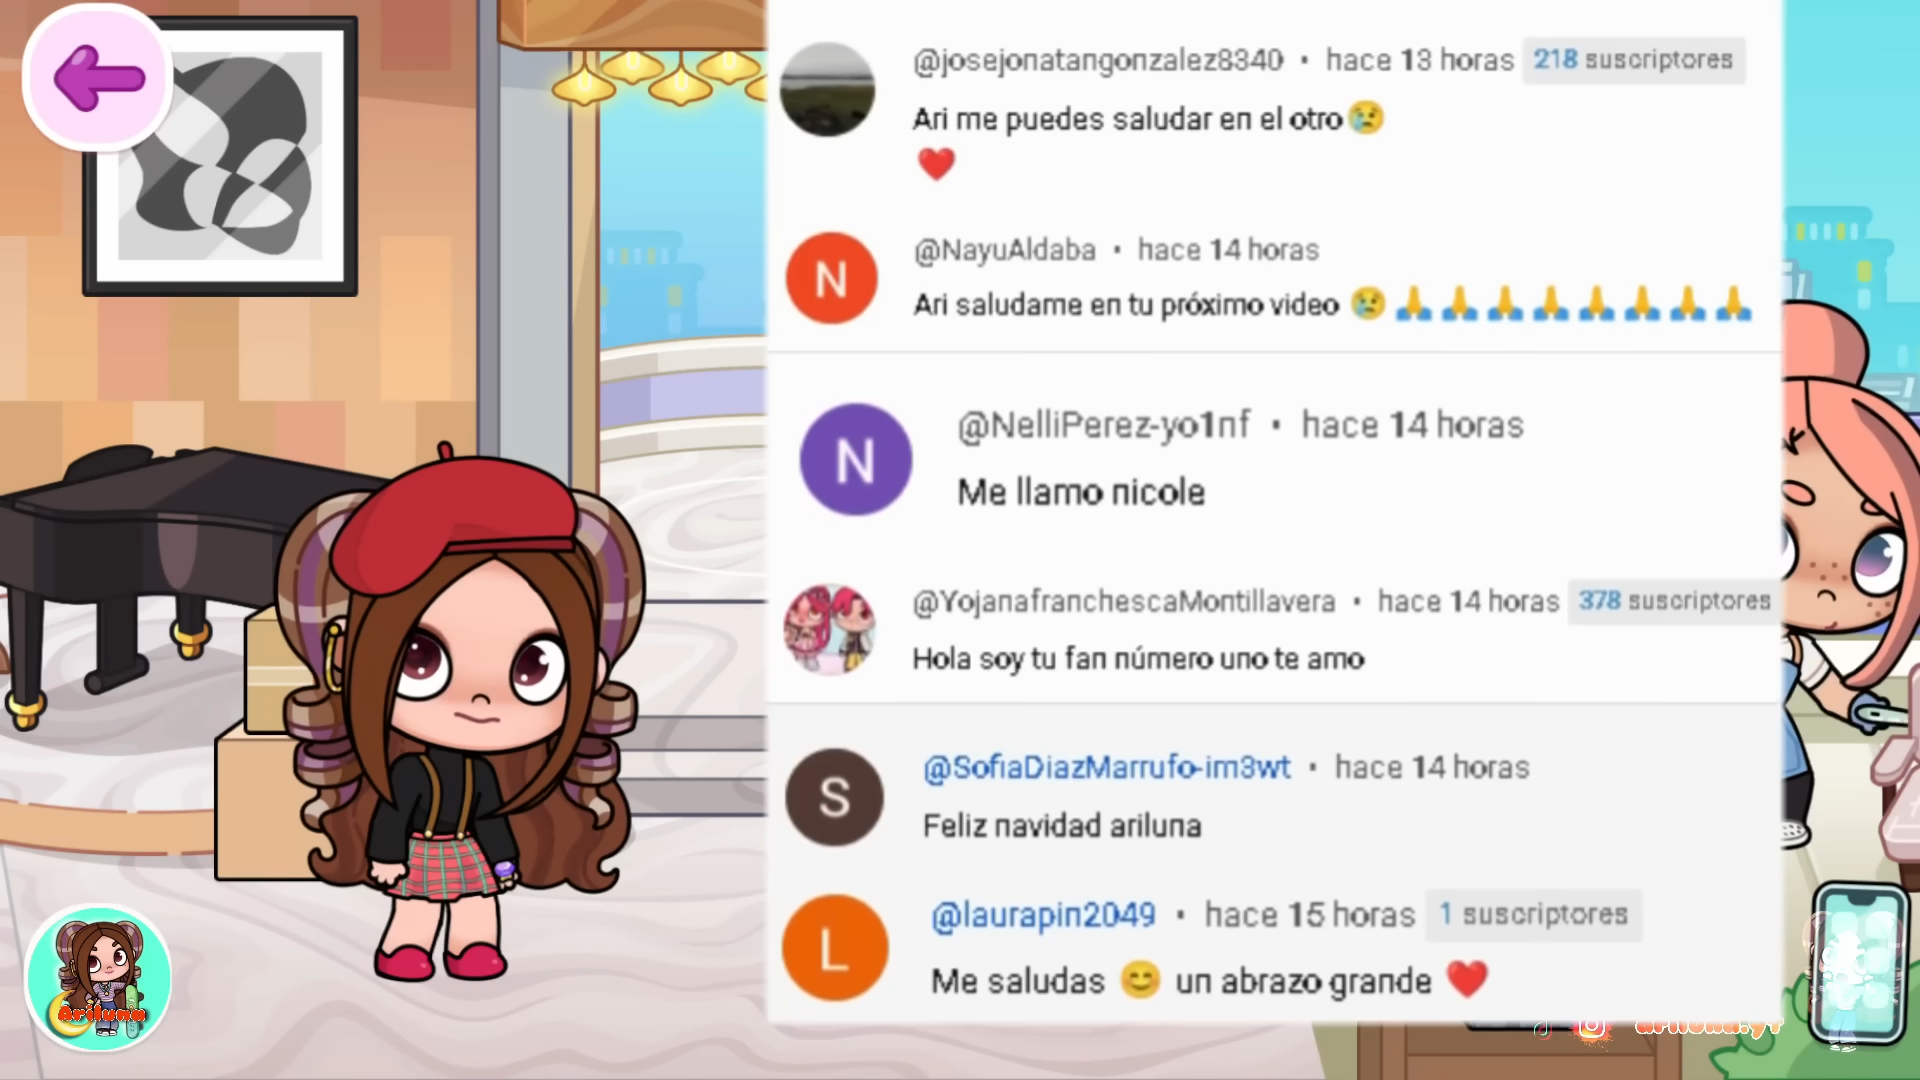 @josejonatangonzalez8340 • hace 13 horas 218 suscriptores
Ari me puedes saludar en el otro😢
❤️
N
@NayuAldaba • hace 14 horas
Ari saludame en tu próximo video 😢🙏🙏🙏🙏🙏🙏🙏🙏
N
@NelliPerez-yo1nf • hace 14 horas
Me llamo nicole
@YojanafranchescaMontillavera • hace 14 horas 378 suscriptores
Hola soy tu fan número uno te amo
S
@SofiaDiazMarrufo-im3wt • hace 14 horas
Feliz navidad ariluna
L
@laurapin2049 • hace 15 horas 1 suscriptores
Me saludas 😊 un abrazo grande ❤️
Ariluna
ariluna.yt